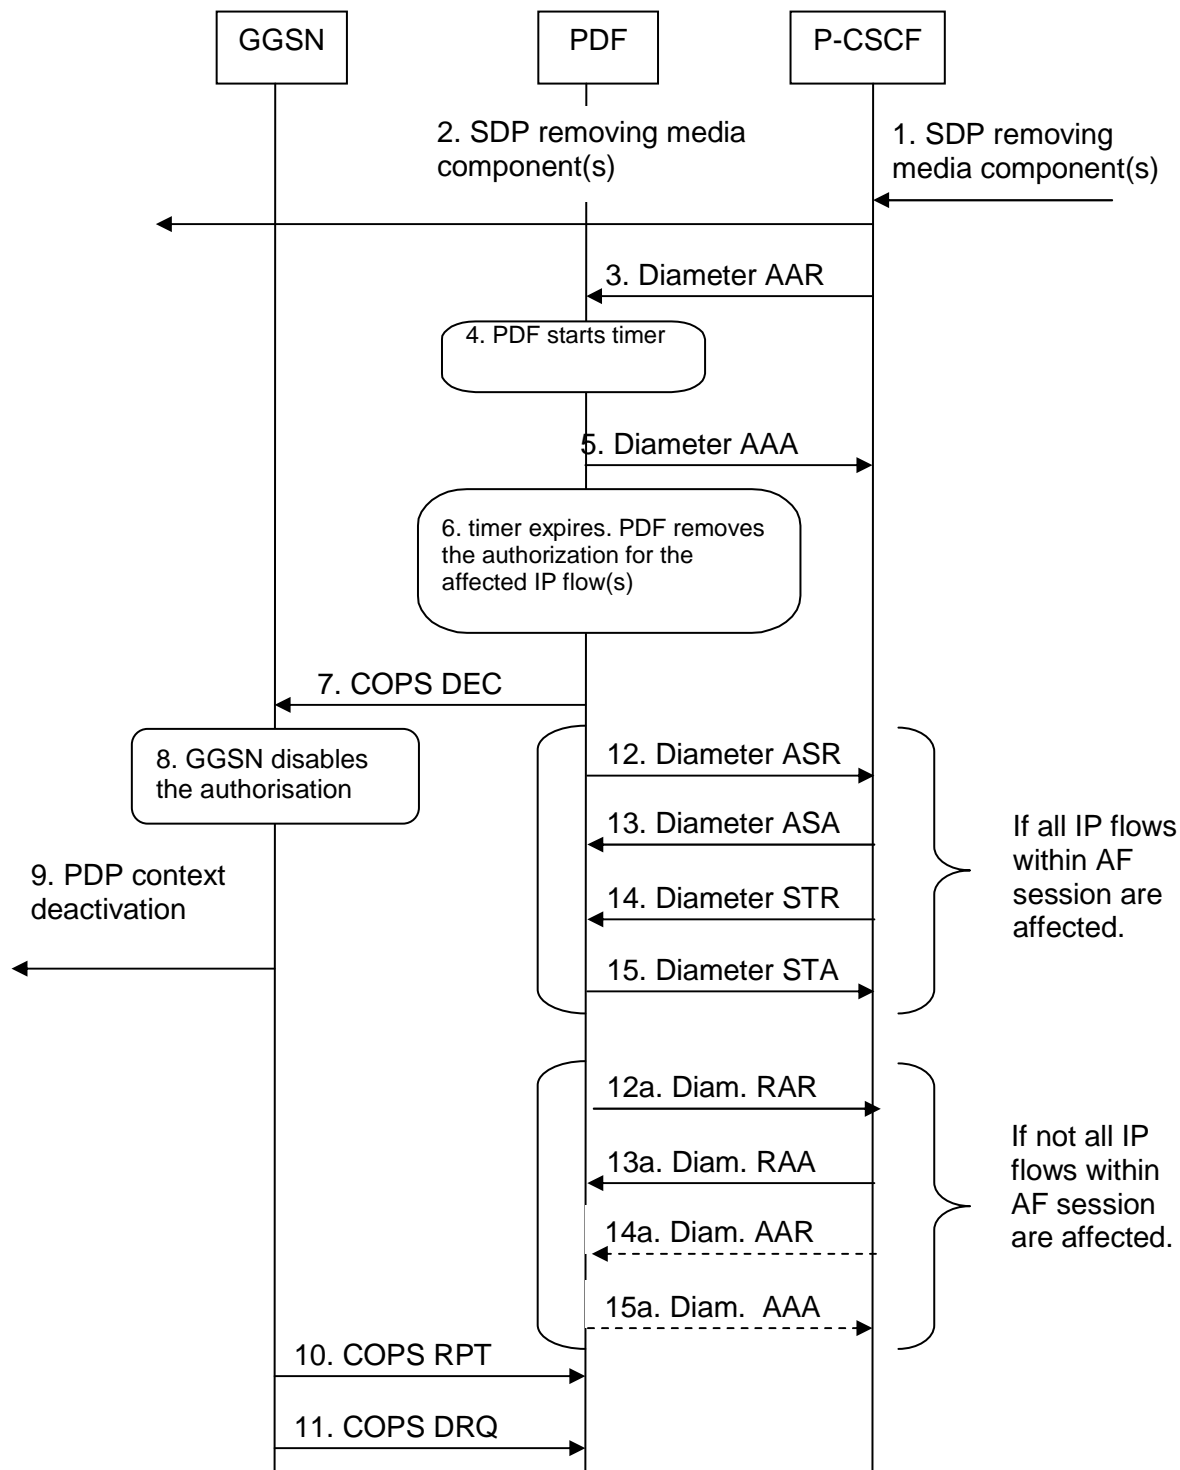 GGSN
PDF
P-CSCF
2. SDP removing media
component(s)
1. SDP removing
media component(s)
3. Diameter AAR
4. PDF starts timer
5. Diameter AAA
6. timer expires. PDF removes
the authorization for the
affected IP flow(s)
7. COPS DEC
8. GGSN disables
the authorisation
12. Diameter ASR
13. Diameter ASA
14. Diameter STR
15. Diameter STA
If all IP flows
within AF
session are
affected.
9. PDP context
deactivation
12a. Diam. RAR
13a. Diam. RAA
14a. Diam. AAR
15a. Diam. AAA
If not all IP
flows within
AF session
are affected.
10. COPS RPT
11. COPS DRQ